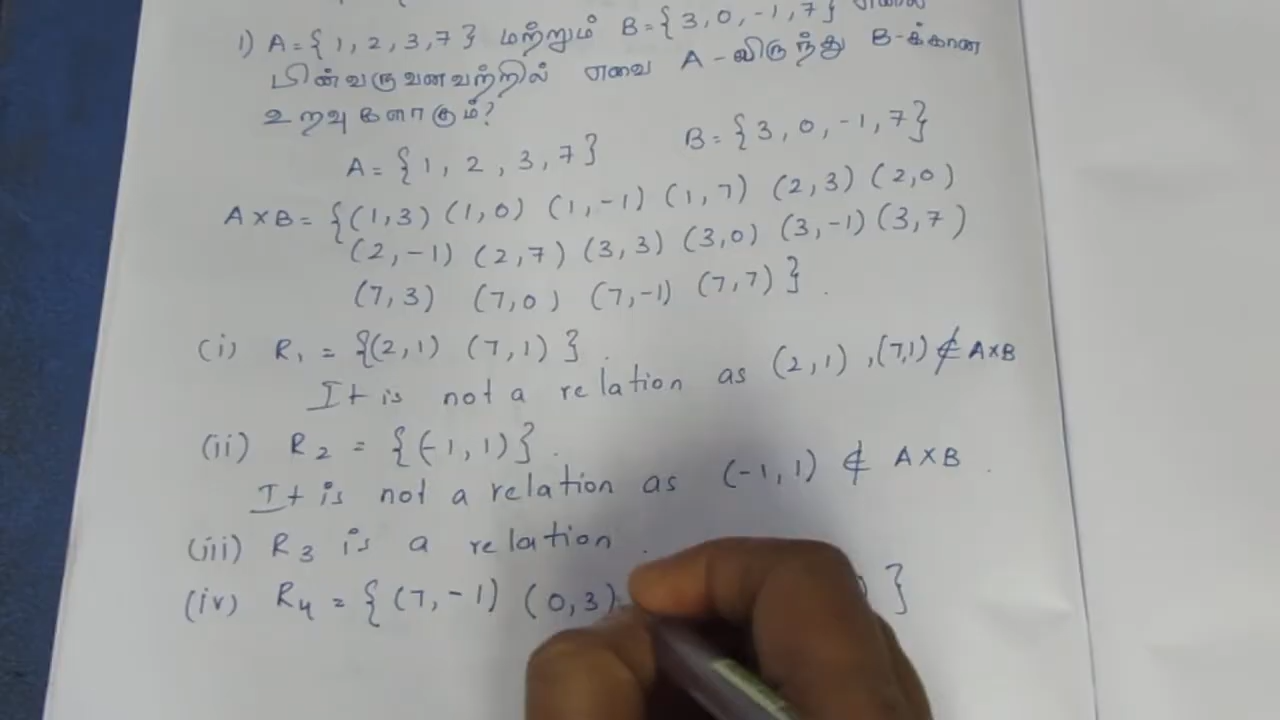 1) A = { 1, 2, 3, 7 } மற்றும் B = { 3, 0, -1, 7 } எனில்
பின்வருவனவற்றில் எவை A-லிருந்து B-க்கான
உறவுகளாகும்?
A = { 1, 2, 3, 7 } B = { 3, 0, -1, 7 }
A X B = { (1, 3) (1, 0) (1, -1) (1, 7) (2, 3) (2, 0)
(2, -1) (2, 7) (3, 3) (3, 0) (3, -1) (3, 7)
(7, 3) (7, 0) (7, -1) (7, 7) } .
(i) R₁ = {(2, 1) (7, 1) } .
It is not a relation as (2, 1) , (7,1) ∉ A×B
(ii) R₂ = { (-1, 1) } .
It is not a relation as (-1, 1) ∉ A X B .
(iii) R₃ is a relation .
(iv) R₄ = { (7, -1) (0, 3) ) }